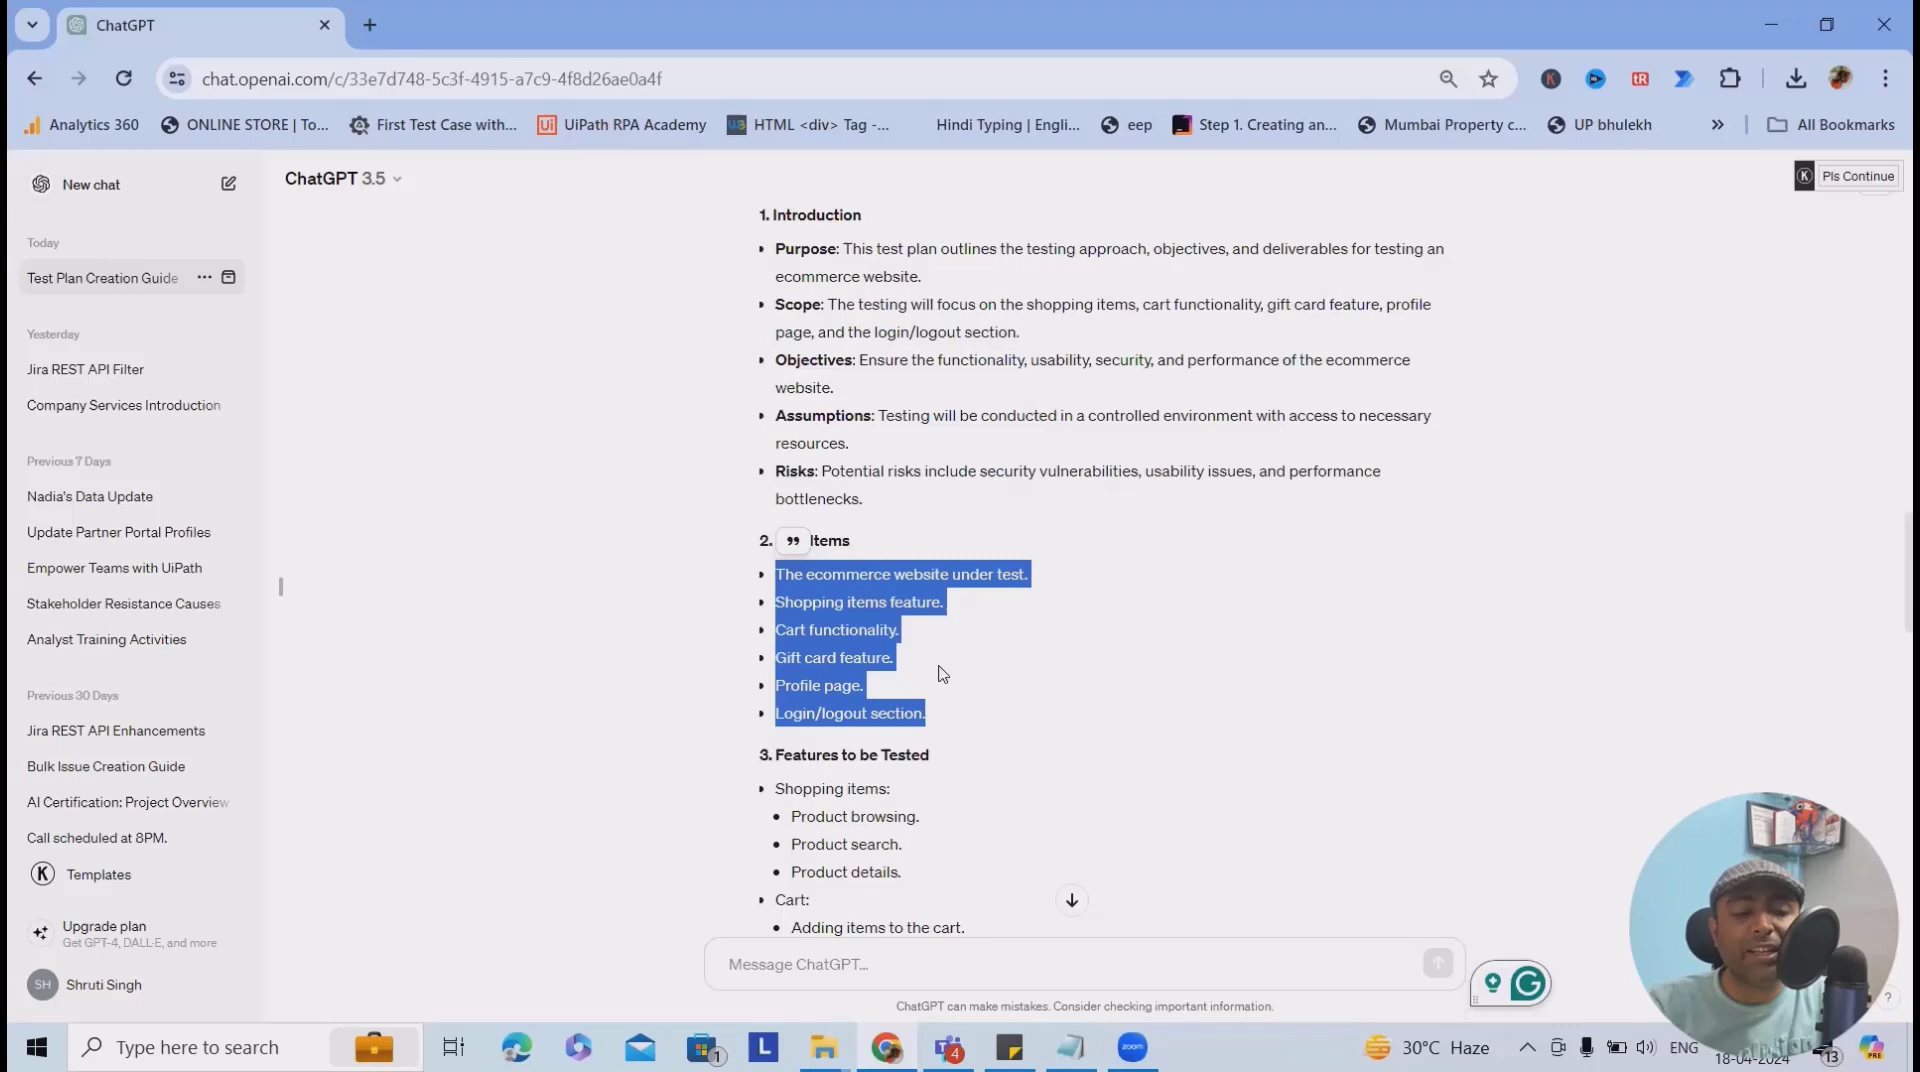 ChatGPT
chat.openai.com/c/33e7d748-5c3f-4915-a7c9-4f8d26ae0a4f
K
tR
Analytics 360
ONLINE STORE | To...
First Test Case with...
Ui
UiPath RPA Academy
HTML <div> Tag -...
Hindi Typing | Engli...
eep
Step 1. Creating an...
Mumbai Property c...
UP bhulekh
»
All Bookmarks
New chat
ChatGPT 3.5
K
Pls Continue
Today
Test Plan Creation Guide
Yesterday
Jira REST API Filter
Company Services Introduction
Previous 7 Days
Nadia's Data Update
Update Partner Portal Profiles
Empower Teams with UiPath
Stakeholder Resistance Causes
Analyst Training Activities
Previous 30 Days
Jira REST API Enhancements
Bulk Issue Creation Guide
AI Certification: Project Overview
Call scheduled at 8PM.
K
Templates
Upgrade plan
Get GPT-4, DALL·E, and more
SH
Shruti Singh
1. Introduction
Purpose: This test plan outlines the testing approach, objectives, and deliverables for testing an
ecommerce website.
Scope: The testing will focus on the shopping items, cart functionality, gift card feature, profile
page, and the login/logout section.
Objectives: Ensure the functionality, usability, security, and performance of the ecommerce
website.
Assumptions: Testing will be conducted in a controlled environment with access to necessary
resources.
Risks: Potential risks include security vulnerabilities, usability issues, and performance
bottlenecks.
2. Items
The ecommerce website under test.
Shopping items feature.
Cart functionality.
Gift card feature.
Profile page.
Login/logout section.
3. Features to be Tested
Shopping items:
Product browsing.
Product search.
Product details.
Cart:
Adding items to the cart.
Message ChatGPT...
ChatGPT can make mistakes. Consider checking important information.
G
?
Type here to search
1
L
4
zoom
30°C Haze
ENG
18-04-2024
13
PRE